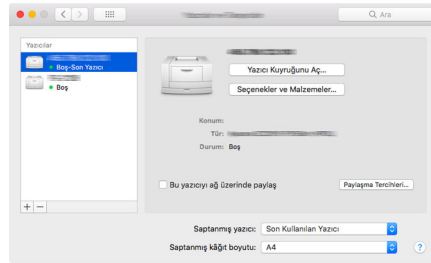 Ara
Yazıcılar
Boş-Son Yazıcı
Boş
Yazıcı Kuyruğunu Aç...
Seçenekler ve Malzemeler...
Konum:
Tür:
Durum: Boş
Bu yazıcıyı ağ üzerinde paylaş
Paylaşma Tercihleri...
+ −
Saptanmış yazıcı: Son Kullanılan Yazıcı
Saptanmış kâğıt boyutu: A4
?